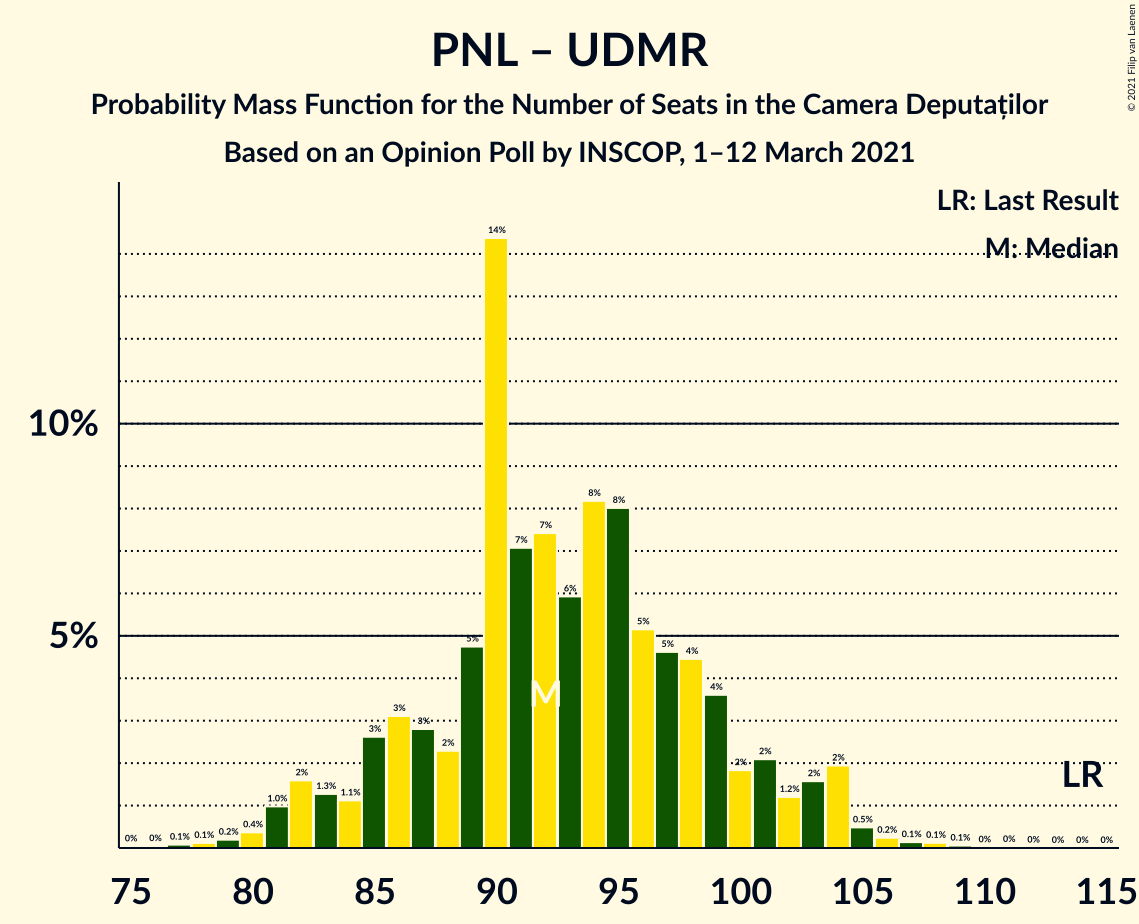 PNL – UDMR
Probability Mass Function for the Number of Seats in the Camera Deputaților
Based on an Opinion Poll by INSCOP, 1–12 March 2021
© 2021 Filip van Laenen
LR: Last Result
M: Median
10%
5%
0% 0% 0.1% 0.1% 0.2% 0.4% 1.0% 2% 1.3% 1.1% 3% 3% 3% 2% 5% 14% 7% 7% 6% 8% 8% 5% 5% 4% 4% 2% 2% 1.2% 2% 2% 0.5% 0.2% 0.1% 0.1% 0.1% 0% 0% 0% 0% 0% 0%
M
LR
75 80 85 90 95 100 105 110 115